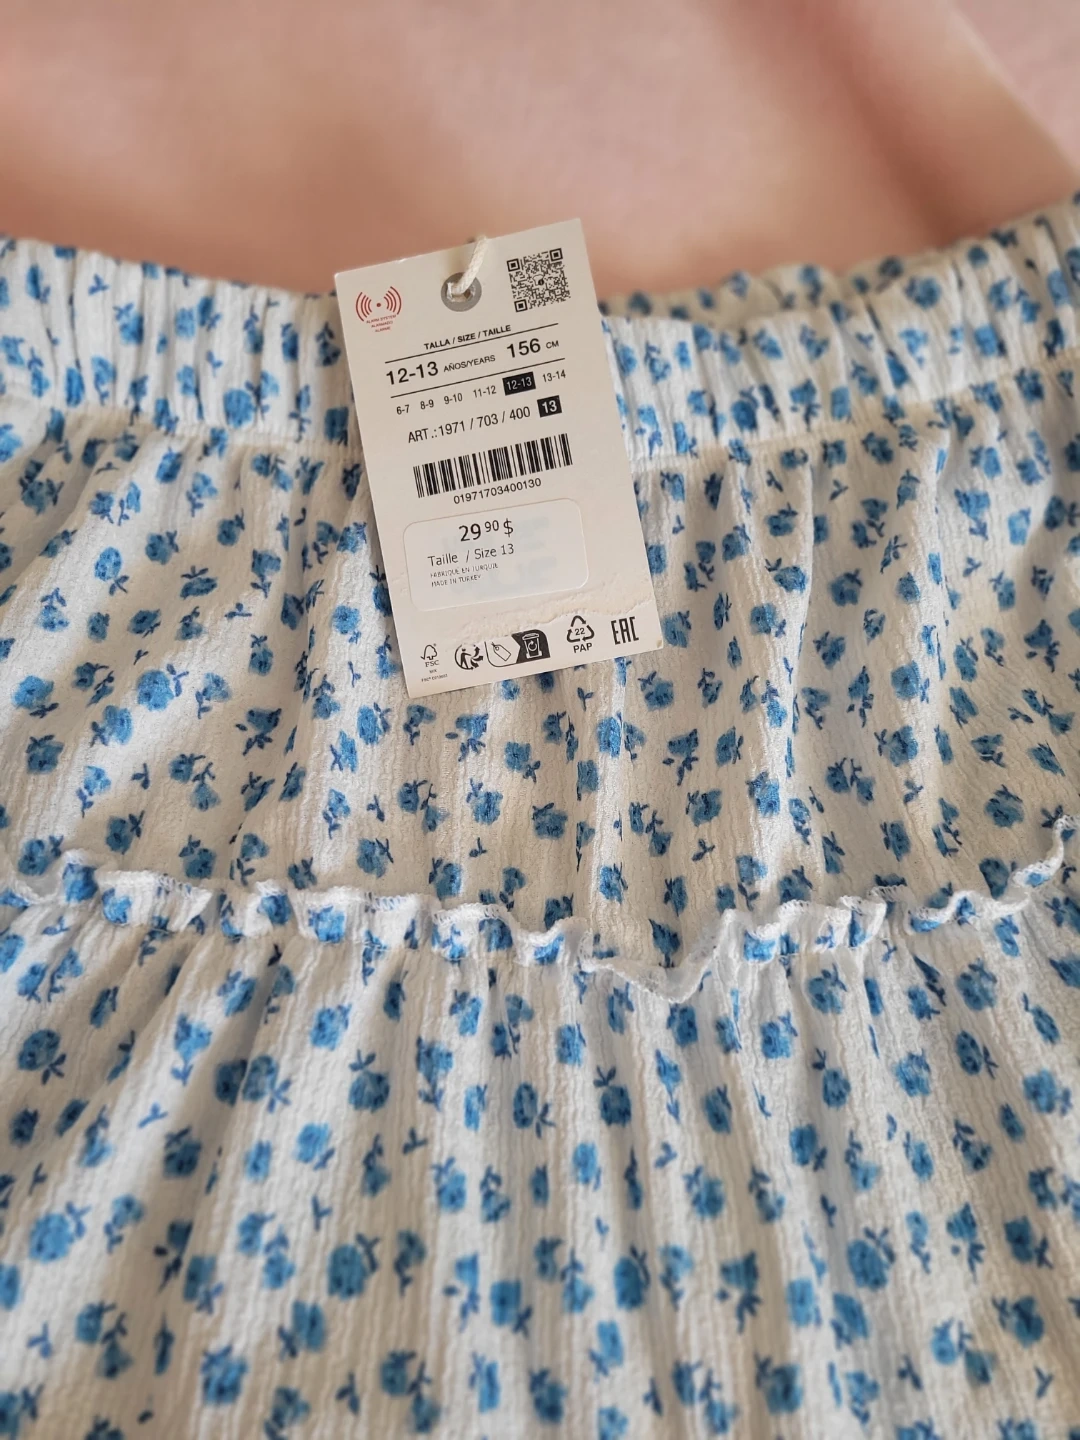 ALARM SYSTEM
TALLA / SIZE / TAILLE
12-13 AÑOS/YEARS 156 CM
6-7 8-9 9-10 11-12 12-13 13-14
ART.: 1971 / 703 / 400 13
01971703400130
29 90 $
Taille / Size 13
FABRIQUÉ EN TURQUIE
MADE IN TURKEY
FSC
22
PAP
EAC